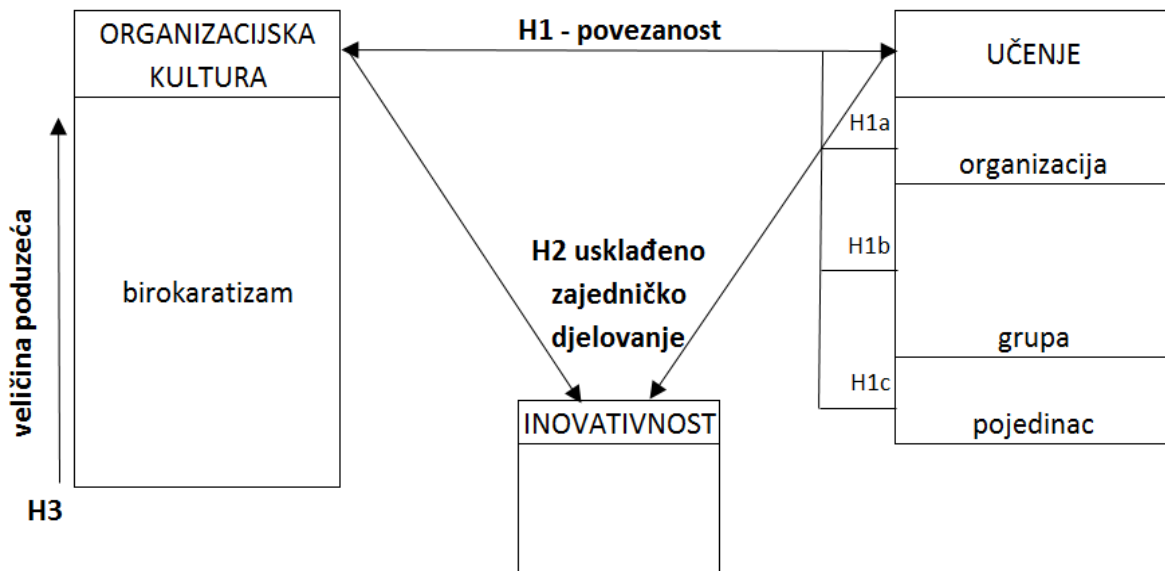 ORGANIZACIJSKA
KULTURA
H1 - povezanost
UČENJE
H1a
organizacija
H1b
grupa
H1c
pojedinac
veličina poduzeća
birokaratizam
H3
H2 usklađeno
zajedničko
djelovanje
INOVATIVNOST